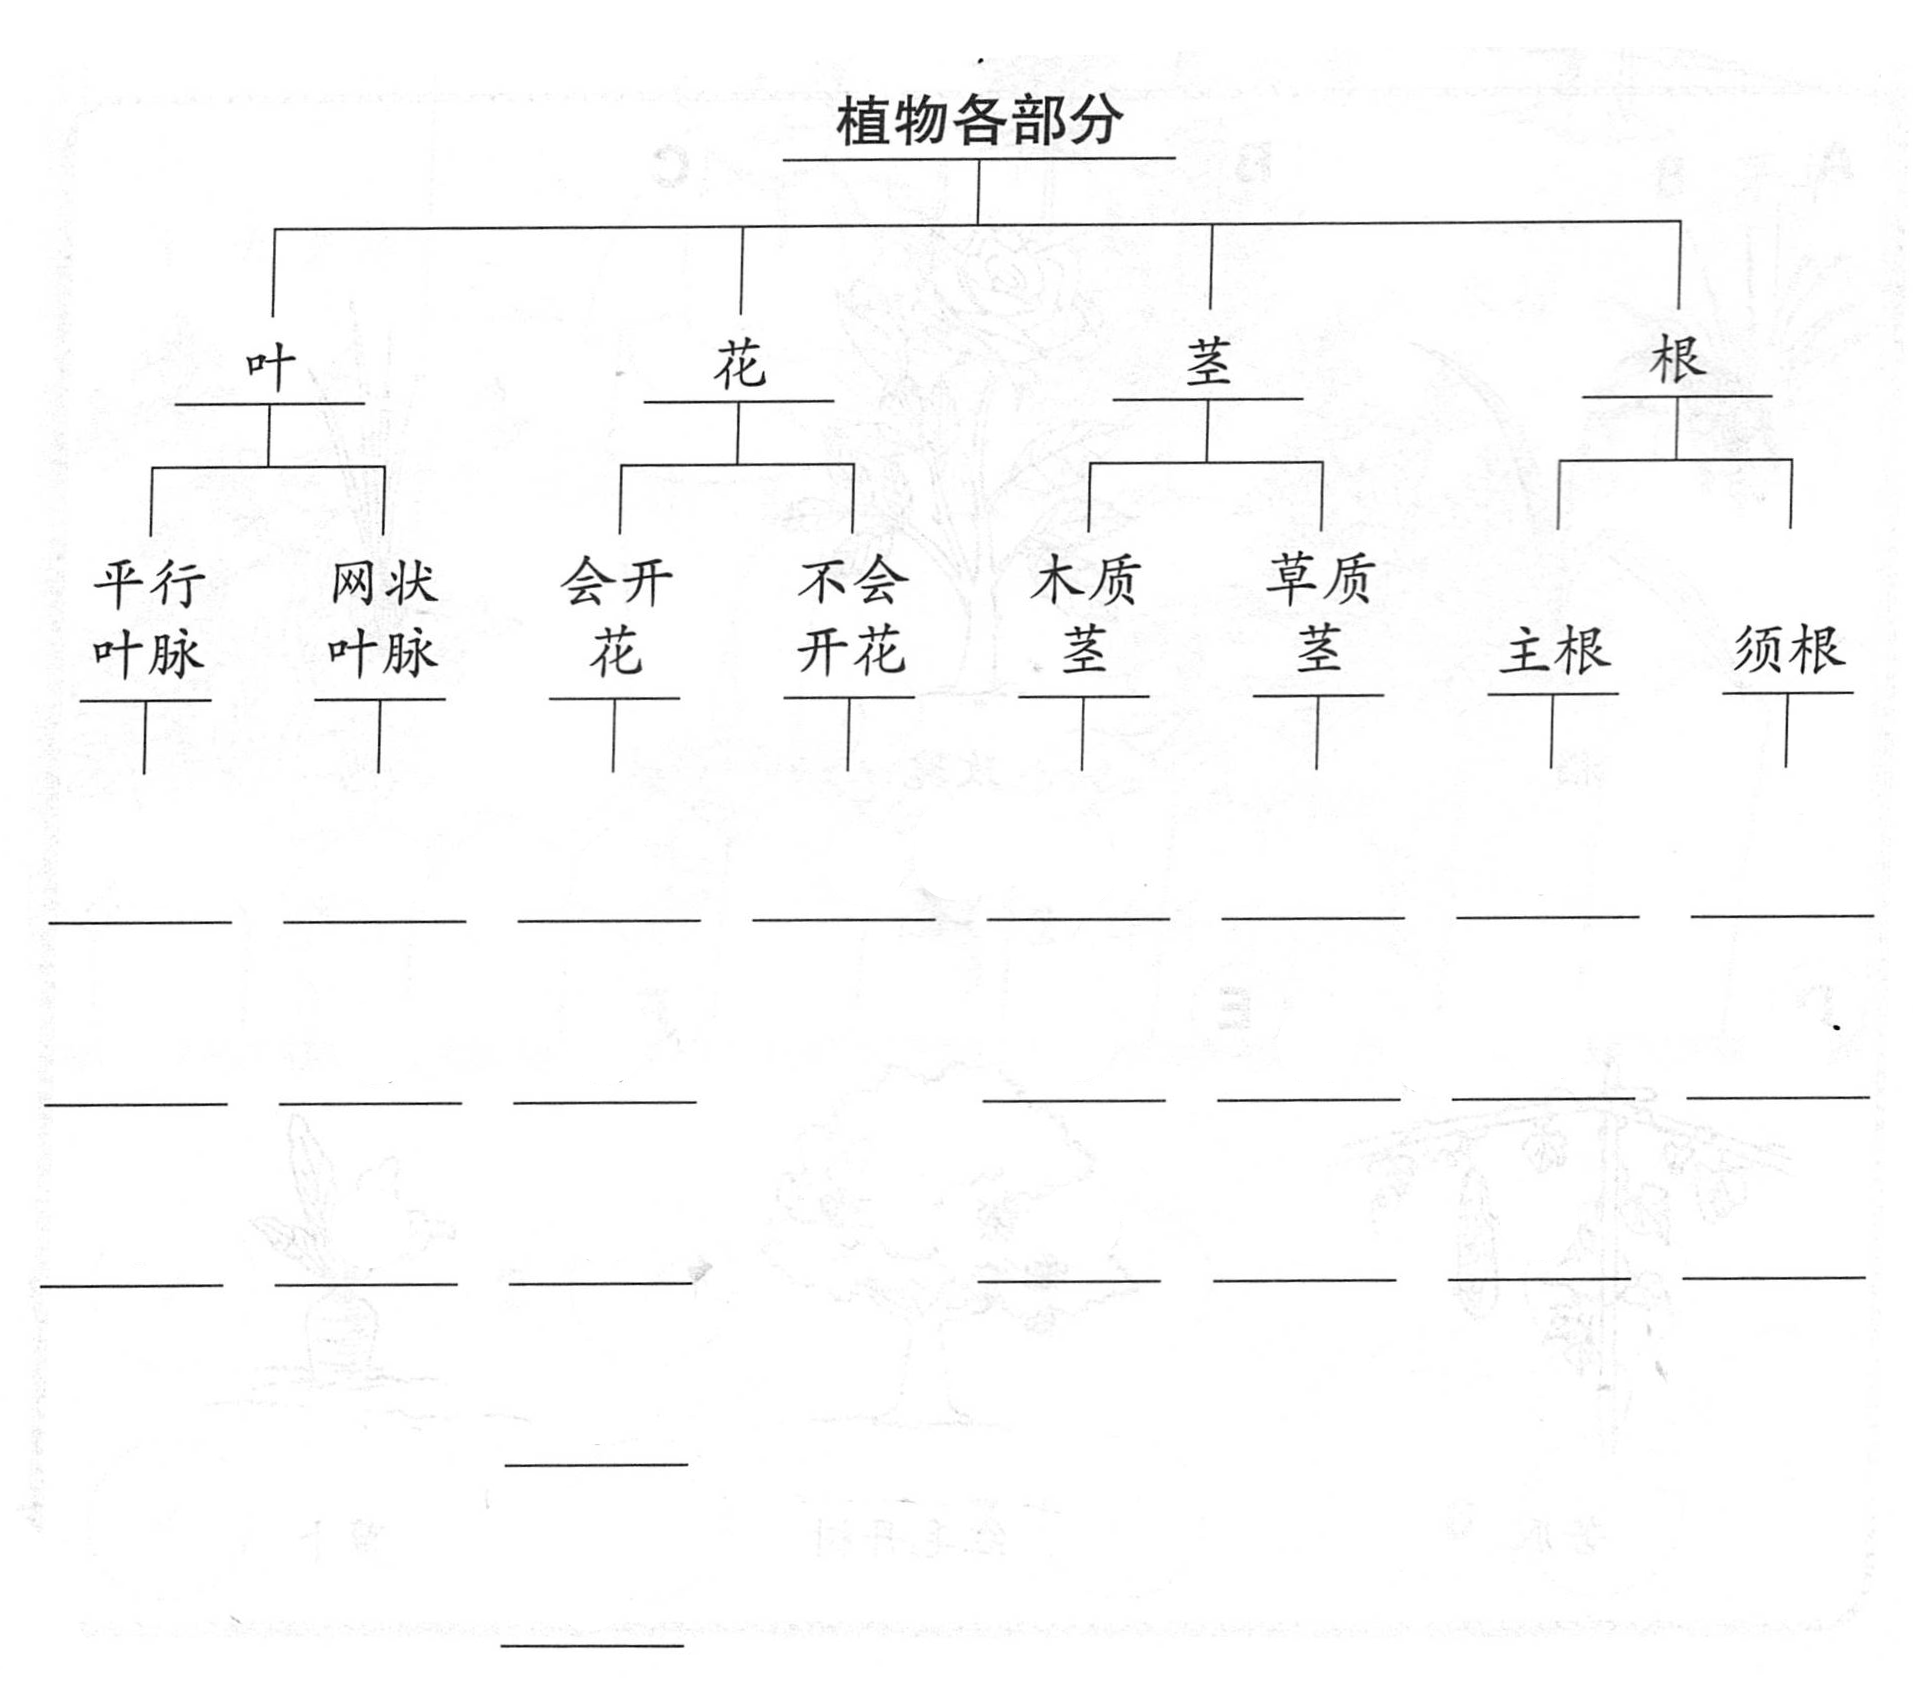 植物各部分
叶 花 茎 根
平行 网状 会开 不会 木质 草质
叶脉 叶脉 花 开花 茎 茎 主根 须根